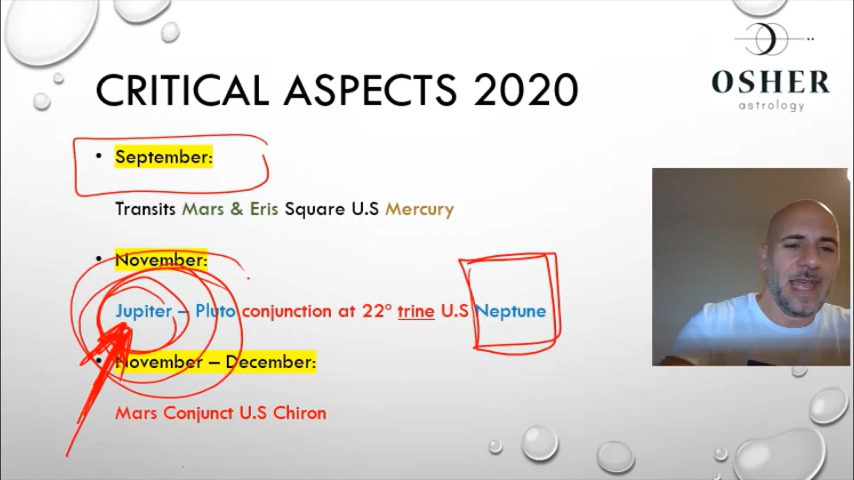 OSHER
astrology
CRITICAL ASPECTS 2020
• September:
Transits Mars & Eris Square U.S Mercury
• November:
Jupiter – Pluto conjunction at 22° trine U.S Neptune
• November – December:
Mars Conjunct U.S Chiron